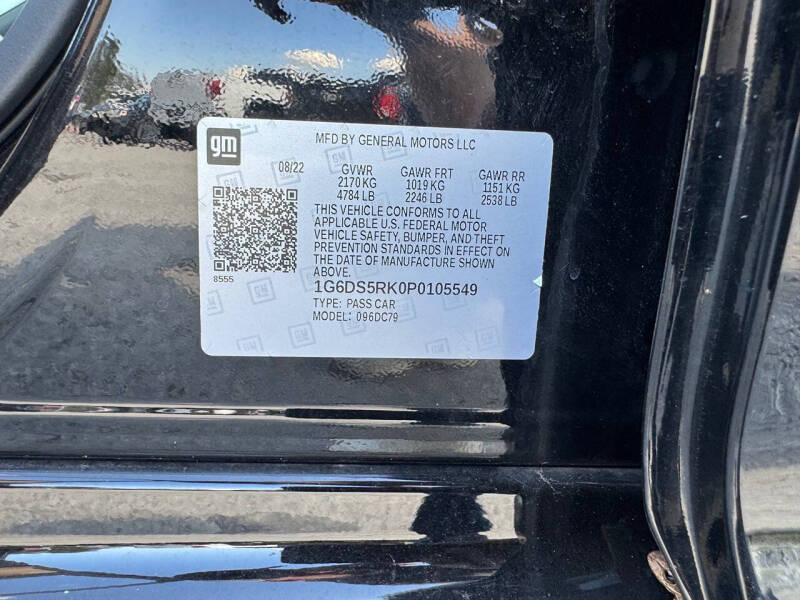 gm
MFD BY GENERAL MOTORS LLC
08/22 GVWR GAWR FRT GAWR RR
2170 KG 1019 KG 1151 KG
4784 LB 2246 LB 2538 LB
THIS VEHICLE CONFORMS TO ALL
APPLICABLE U.S. FEDERAL MOTOR
VEHICLE SAFETY, BUMPER, AND THEFT
PREVENTION STANDARDS IN EFFECT ON
THE DATE OF MANUFACTURE SHOWN
ABOVE.
8555
1G6DS5RK0P0105549
TYPE: PASS CAR
MODEL: 096DC79